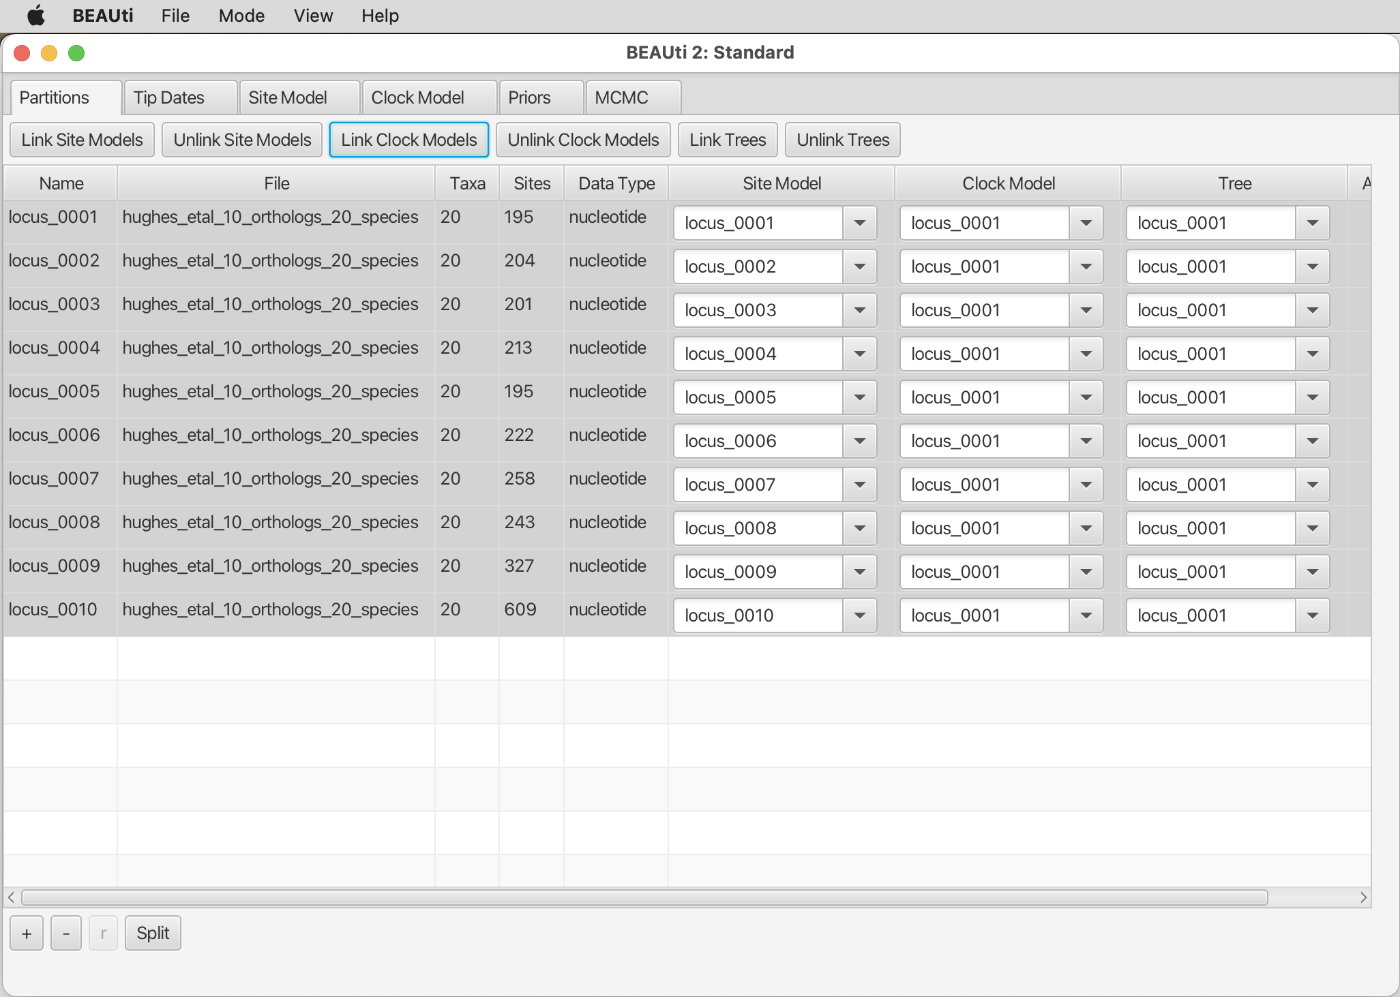 BEAUti File Mode View Help
BEAUti 2: Standard
Partitions Tip Dates Site Model Clock Model Priors MCMC
Link Site Models Unlink Site Models Link Clock Models Unlink Clock Models Link Trees Unlink Trees
Name File Taxa Sites Data Type Site Model Clock Model Tree A
locus_0001 hughes_etal_10_orthologs_20_species 20 195 nucleotide locus_0001 locus_0001 locus_0001
locus_0002 hughes_etal_10_orthologs_20_species 20 204 nucleotide locus_0002 locus_0001 locus_0001
locus_0003 hughes_etal_10_orthologs_20_species 20 201 nucleotide locus_0003 locus_0001 locus_0001
locus_0004 hughes_etal_10_orthologs_20_species 20 213 nucleotide locus_0004 locus_0001 locus_0001
locus_0005 hughes_etal_10_orthologs_20_species 20 195 nucleotide locus_0005 locus_0001 locus_0001
locus_0006 hughes_etal_10_orthologs_20_species 20 222 nucleotide locus_0006 locus_0001 locus_0001
locus_0007 hughes_etal_10_orthologs_20_species 20 258 nucleotide locus_0007 locus_0001 locus_0001
locus_0008 hughes_etal_10_orthologs_20_species 20 243 nucleotide locus_0008 locus_0001 locus_0001
locus_0009 hughes_etal_10_orthologs_20_species 20 327 nucleotide locus_0009 locus_0001 locus_0001
locus_0010 hughes_etal_10_orthologs_20_species 20 609 nucleotide locus_0010 locus_0001 locus_0001
+ - r Split